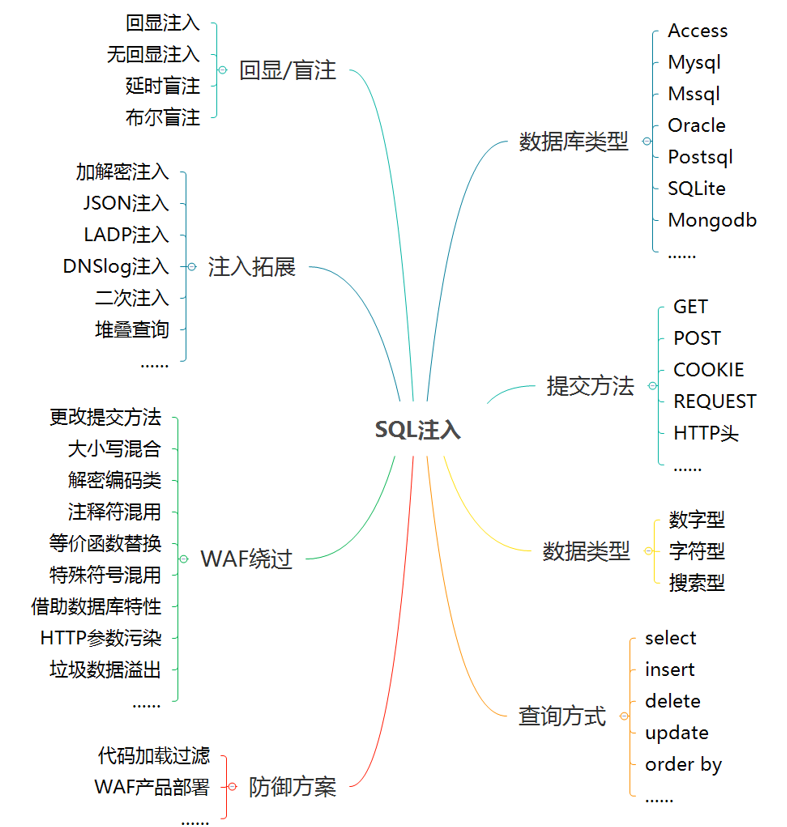 SQL注入
回显/盲注
回显注入
无回显注入
延时盲注
布尔盲注
注入拓展
加解密注入
JSON注入
LADP注入
DNSlog注入
二次注入
堆叠查询
......
WAF绕过
更改提交方法
大小写混合
解密编码类
注释符混用
等价函数替换
特殊符号混用
借助数据库特性
HTTP参数污染
垃圾数据溢出
......
防御方案
代码加载过滤
WAF产品部署
......
数据库类型
Access
Mysql
Mssql
Oracle
Postsql
SQLite
Mongodb
......
提交方法
GET
POST
COOKIE
REQUEST
HTTP头
......
数据类型
数字型
字符型
搜索型
查询方式
select
insert
delete
update
order by
......